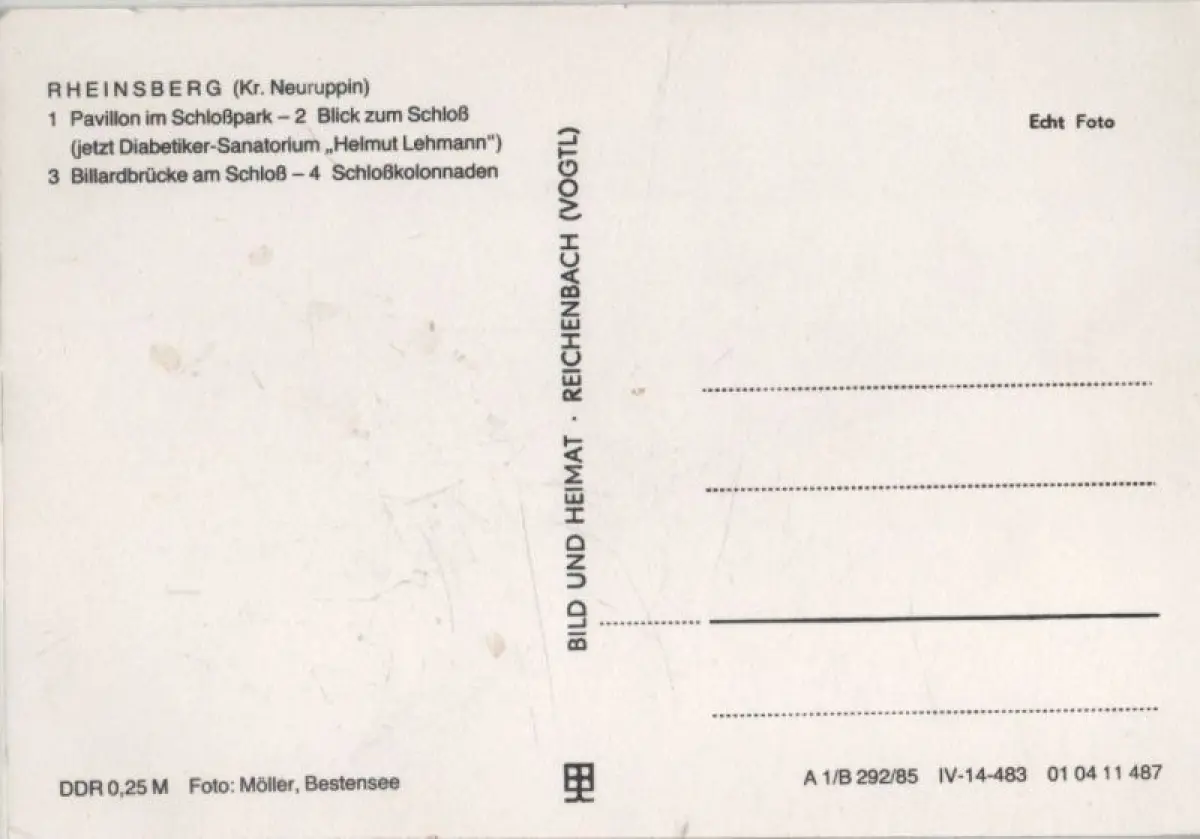 RHEINSBERG (Kr. Neuruppin)
1 Pavillon im Schloßpark – 2 Blick zum Schloß
(jetzt Diabetiker-Sanatorium „Helmut Lehmann“)
3 Billardbrücke am Schloß – 4 Schloßkolonnaden
BILD UND HEIMAT · REICHENBACH (VOGTL)
Echt Foto
DDR 0,25 M Foto: Möller, Bestensee
A 1/B 292/85 IV-14-483 01 04 11 487